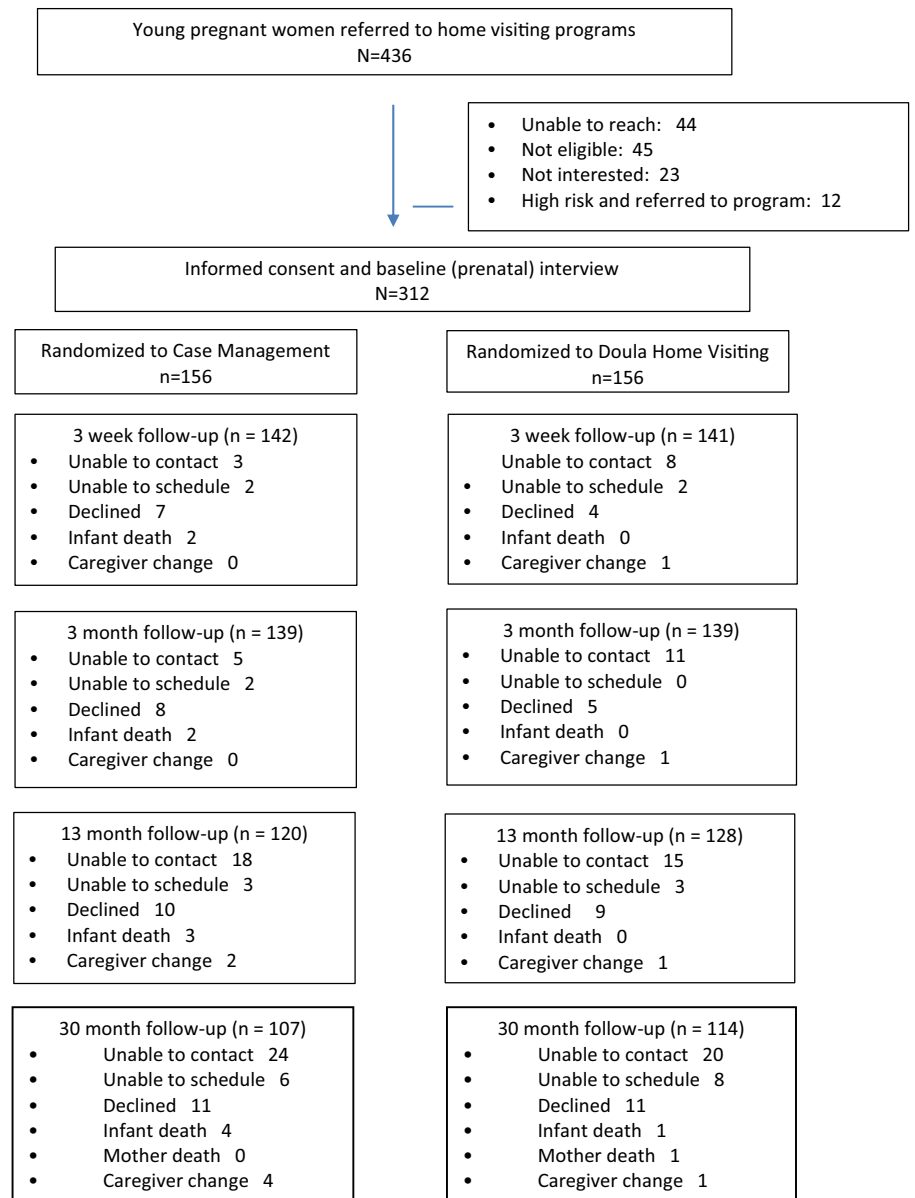 Young pregnant women referred to home visiting programs
N=436
• Unable to reach: 44
• Not eligible: 45
• Not interested: 23
• High risk and referred to program: 12
Informed consent and baseline (prenatal) interview
N=312
Randomized to Case Management
n=156
Randomized to Doula Home Visiting
n=156
3 week follow-up (n = 142)
• Unable to contact 3
• Unable to schedule 2
• Declined 7
• Infant death 2
• Caregiver change 0
3 week follow-up (n = 141)
Unable to contact 8
• Unable to schedule 2
• Declined 4
• Infant death 0
• Caregiver change 1
3 month follow-up (n = 139)
• Unable to contact 5
• Unable to schedule 2
• Declined 8
• Infant death 2
• Caregiver change 0
3 month follow-up (n = 139)
• Unable to contact 11
• Unable to schedule 0
• Declined 5
• Infant death 0
• Caregiver change 1
13 month follow-up (n = 120)
• Unable to contact 18
• Unable to schedule 3
• Declined 10
• Infant death 3
• Caregiver change 2
13 month follow-up (n = 128)
• Unable to contact 15
• Unable to schedule 3
• Declined 9
• Infant death 0
• Caregiver change 1
30 month follow-up (n = 107)
• Unable to contact 24
• Unable to schedule 6
• Declined 11
• Infant death 4
• Mother death 0
• Caregiver change 4
30 month follow-up (n = 114)
• Unable to contact 20
• Unable to schedule 8
• Declined 11
• Infant death 1
• Mother death 1
• Caregiver change 1